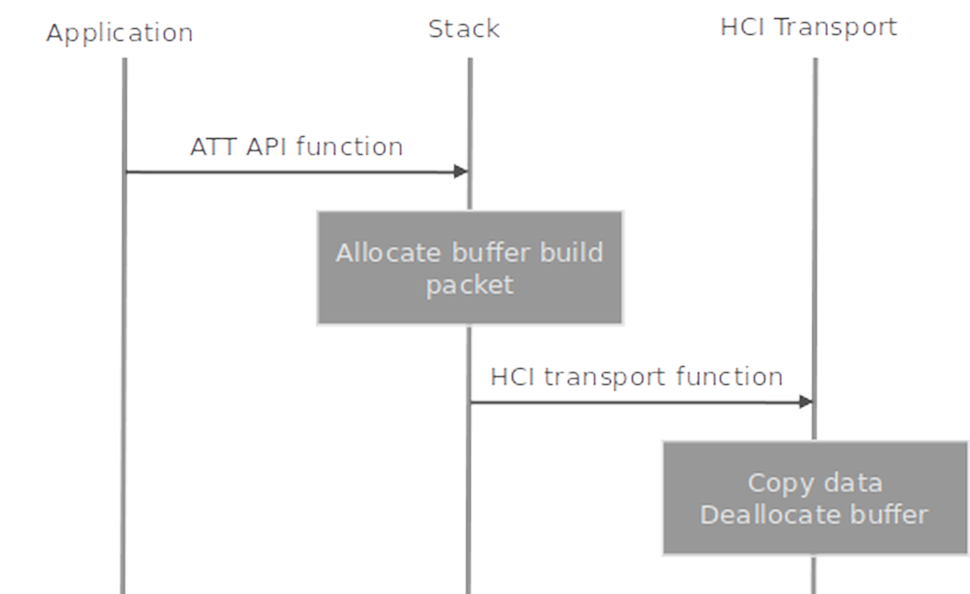 Application
Stack
HCI Transport
ATT API function
Allocate buffer build
packet
HCI transport function
Copy data
Deallocate buffer